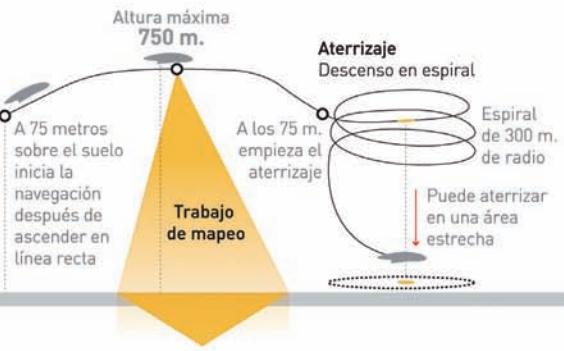 Altura máxima
750 m.
Aterrizaje
Descenso en espiral
A 75 metros
sobre el suelo
inicia la
navegación
después de
ascender en
línea recta
Trabajo
de mapeo
A los 75 m.
empieza el
aterrizaje
Espiral
de 300 m.
de radio
Puede aterrizar
en una área
estrecha